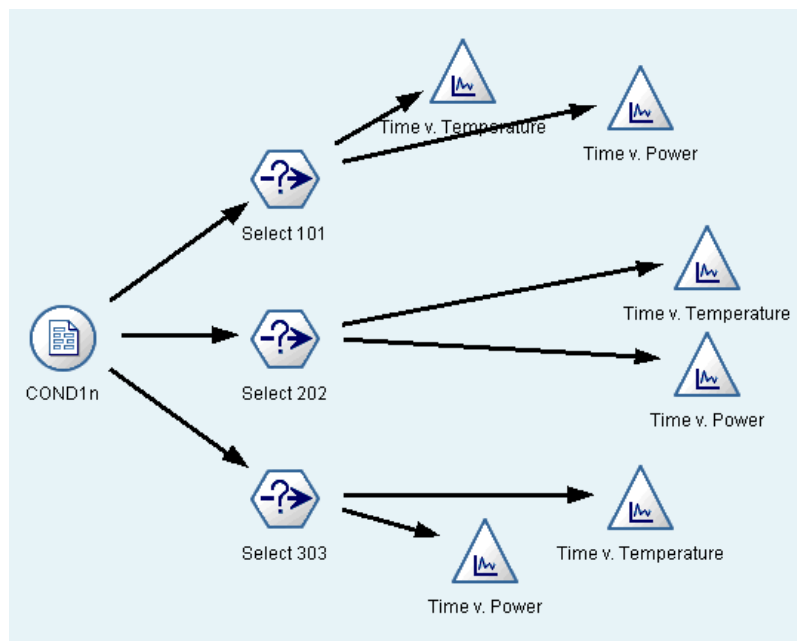 Time v. Temperature
Time v. Power
Select 101
Time v. Temperature
COND1n
Select 202
Time v. Power
Select 303
Time v. Temperature
Time v. Power